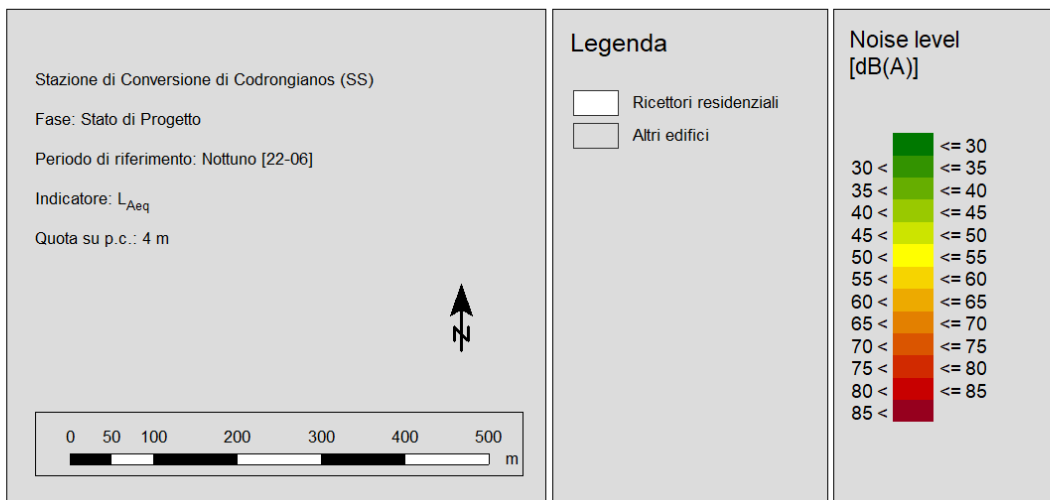 Stazione di Conversione di Codrongianos (SS)
Fase: Stato di Progetto
Periodo di riferimento: Nottuno [22-06]
Indicatore: LAeq
Quota su p.c.: 4 m
N
0 50 100 200 300 400 500
m
Legenda
Ricettori residenziali
Altri edifici
Noise level
[dB(A)]
<= 30
30 < <= 35
35 < <= 40
40 < <= 45
45 < <= 50
50 < <= 55
55 < <= 60
60 < <= 65
65 < <= 70
70 < <= 75
75 < <= 80
80 < <= 85
85 <